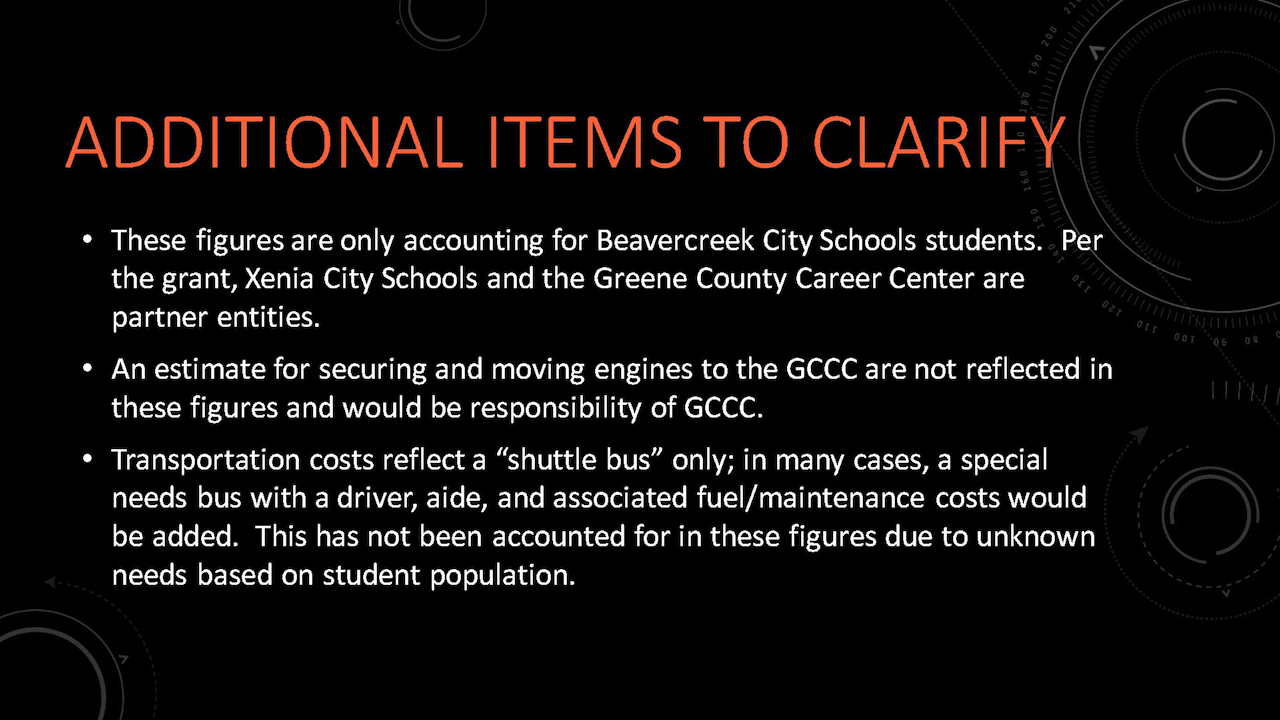 ADDITIONAL ITEMS TO CLARIFY
• These figures are only accounting for Beavercreek City Schools students.  Per
the grant, Xenia City Schools and the Greene County Career Center are
partner entities.
• An estimate for securing and moving engines to the GCCC are not reflected in
these figures and would be responsibility of GCCC.
• Transportation costs reflect a “shuttle bus” only; in many cases, a special
needs bus with a driver, aide, and associated fuel/maintenance costs would
be added.  This has not been accounted for in these figures due to unknown
needs based on student population.